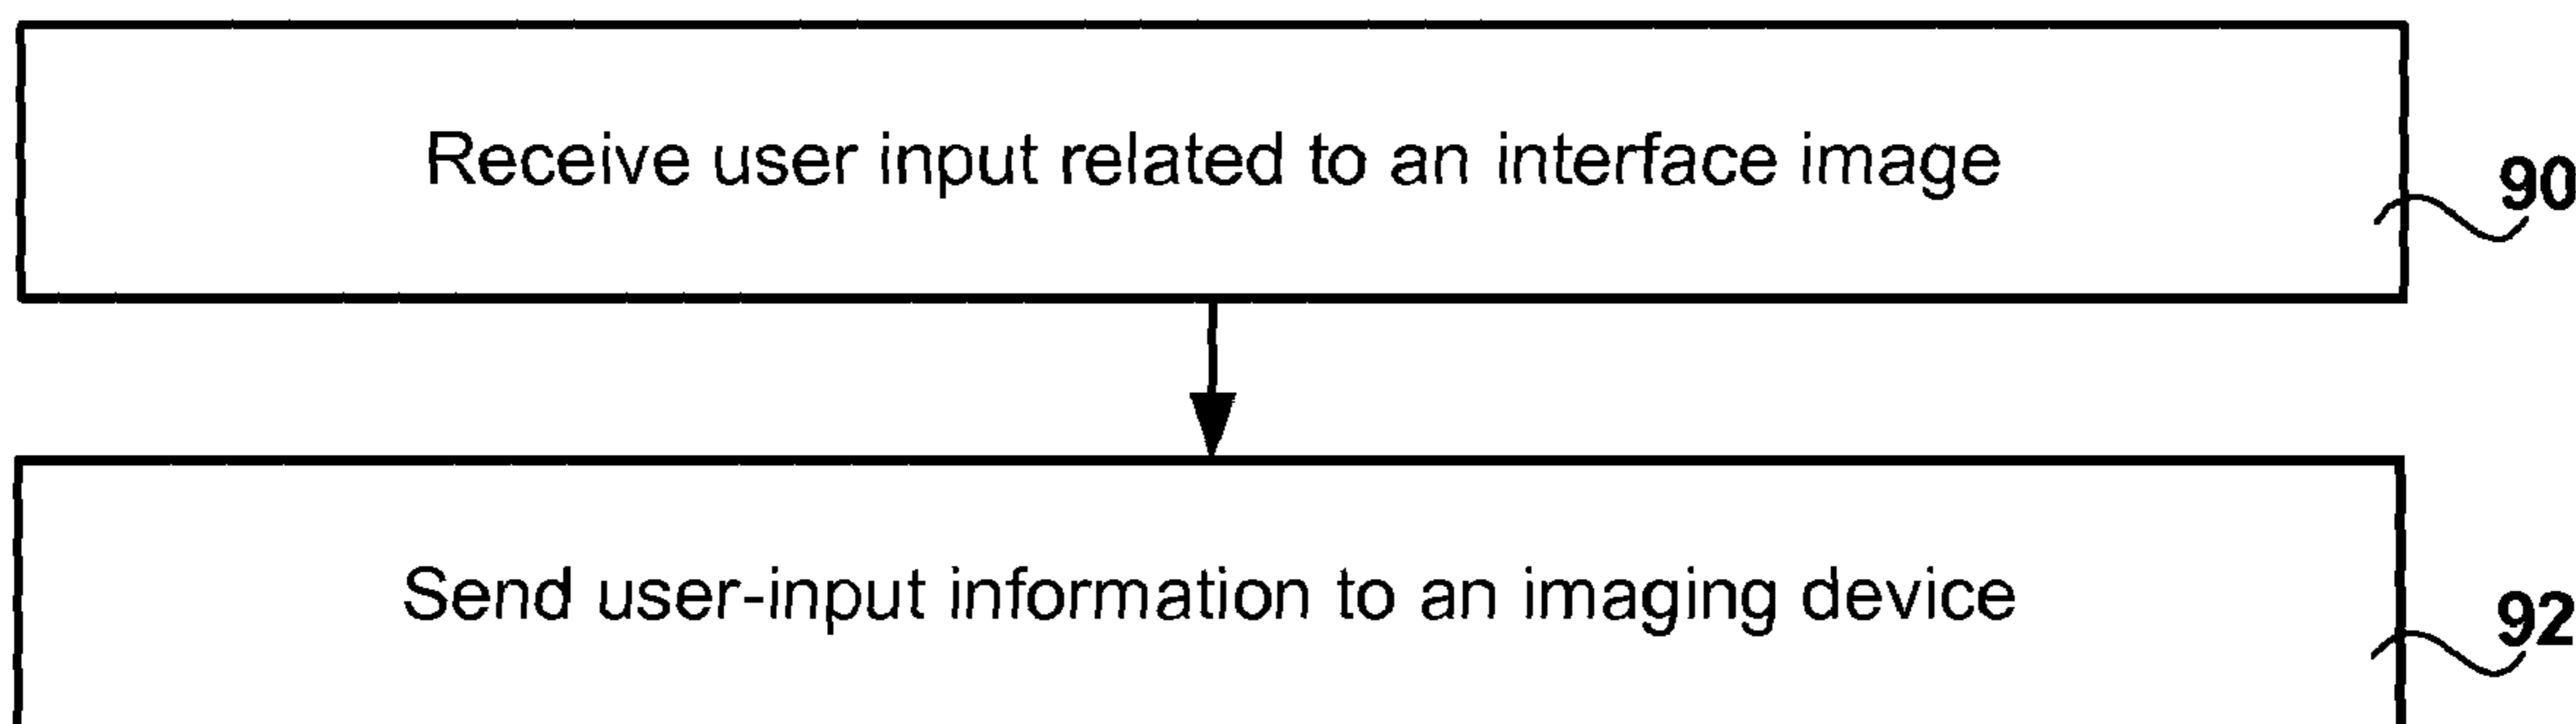 Receive user input related to an interface image
90
Send user-input information to an imaging device
92